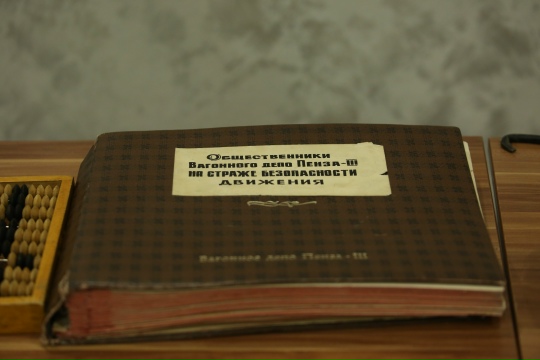 Общественники
Вагонного депо Пенза-III
на страже безопасности
движения
Вагонное депо Пенза-III